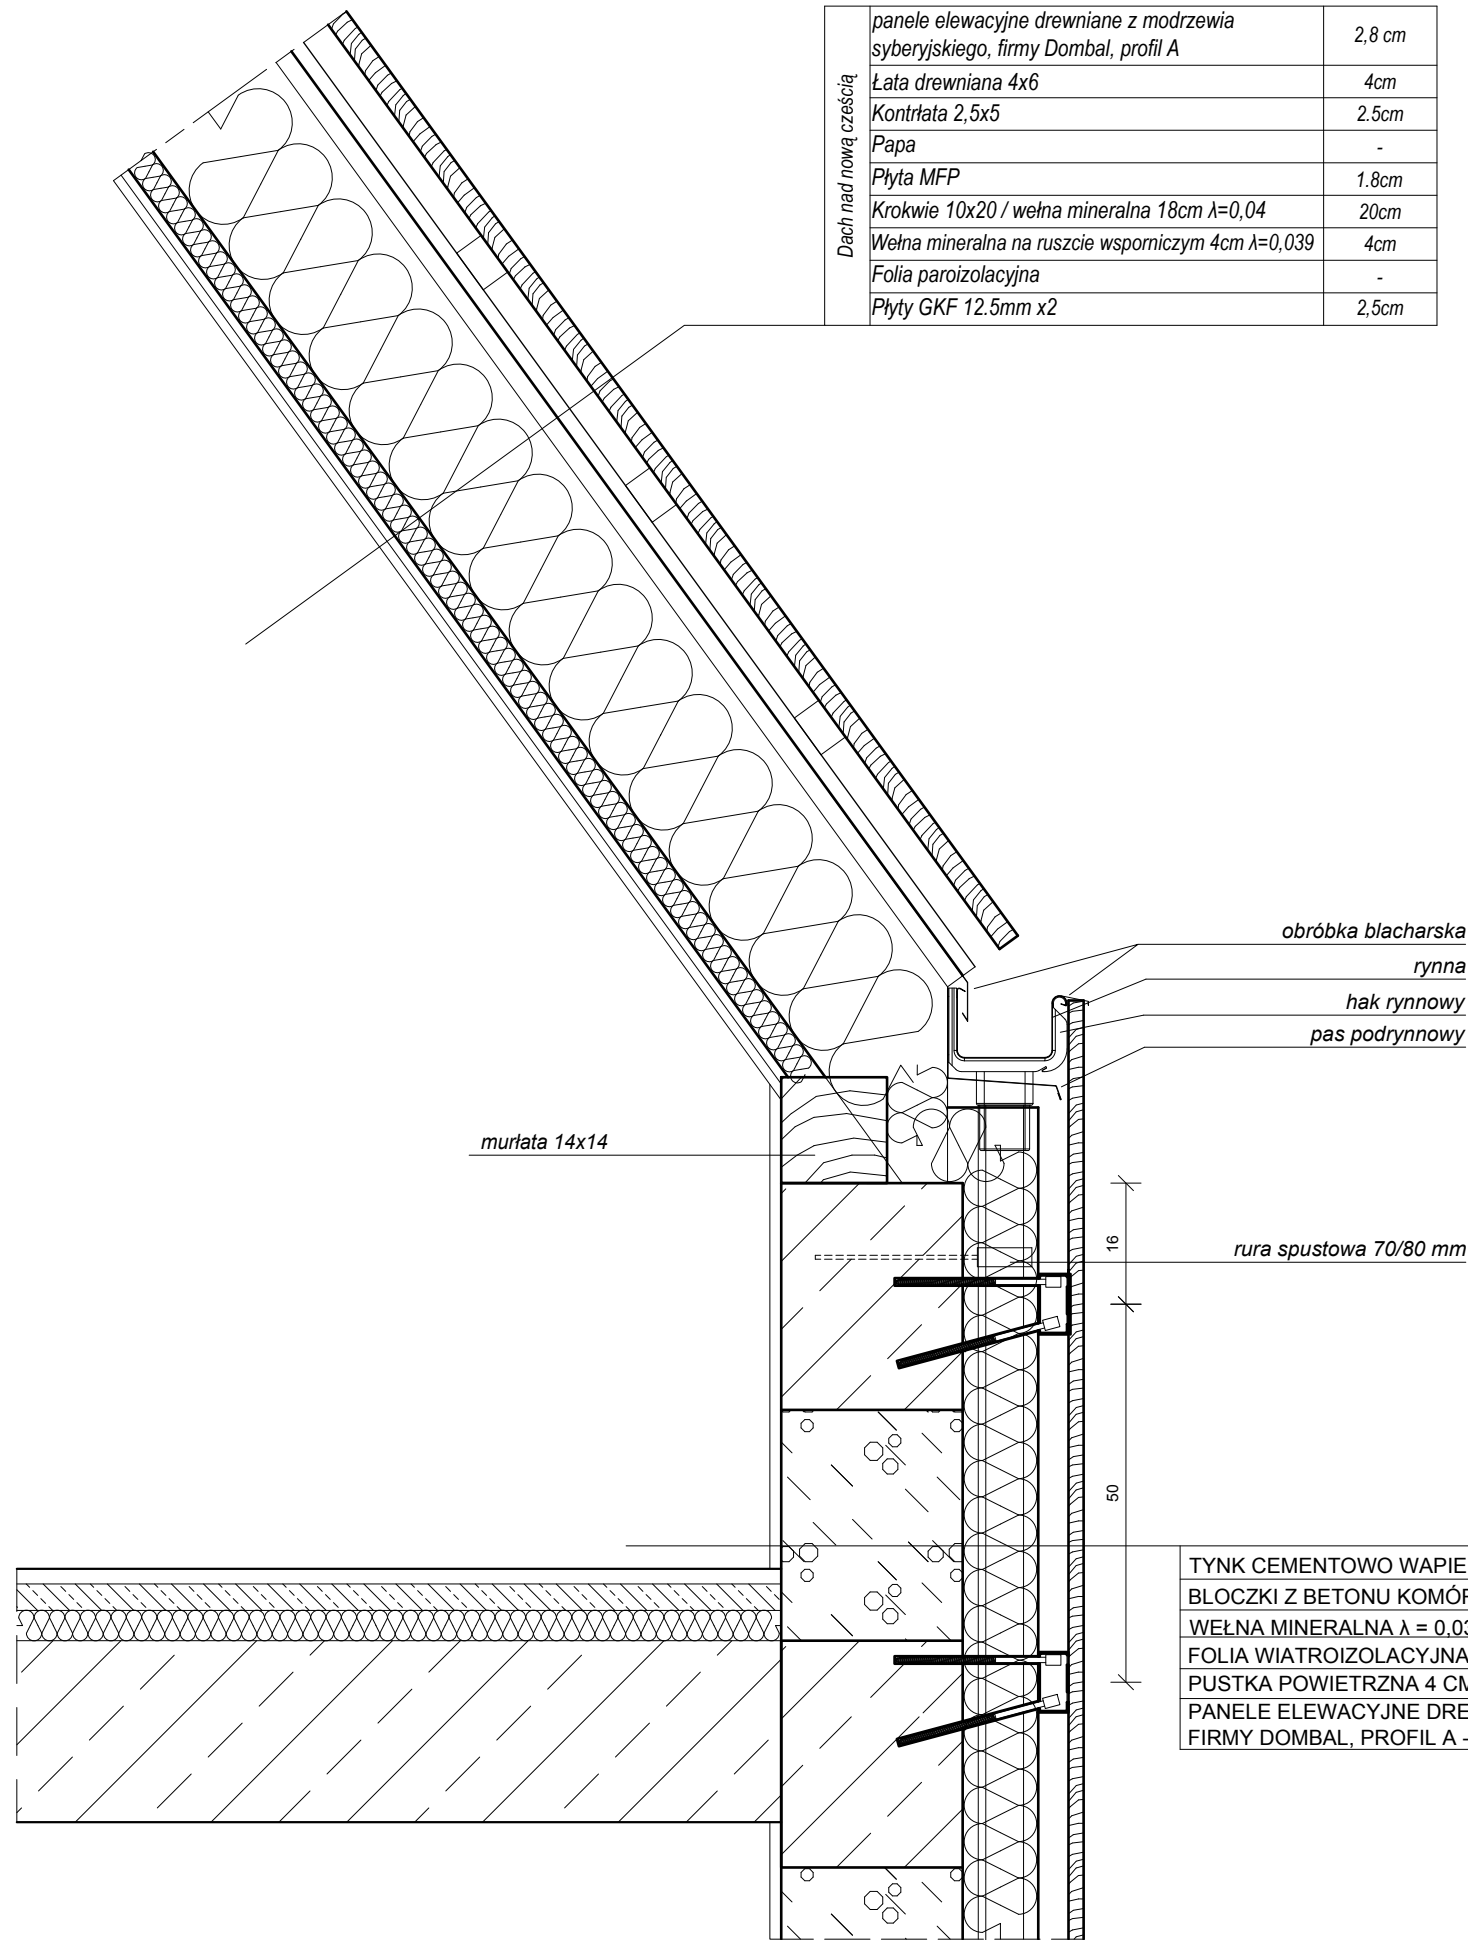 Dach nad nową cześcią
panele elewacyjne drewniane z modrzewia
syberyjskiego, firmy Dombal, profil A 2,8 cm
Łata drewniana 4x6 4cm
Kontrłata 2,5x5 2.5cm
Papa -
Płyta MFP 1.8cm
Krokwie 10x20 / wełna mineralna 18cm λ=0,04 20cm
Wełna mineralna na ruszcie wsporniczym 4cm λ=0,039 4cm
Folia paroizolacyjna -
Płyty GKF 12.5mm x2 2,5cm
obróbka blacharska
rynna
hak rynnowy
pas podrynnowy
murłata 14x14
16
rura spustowa 70/80 mm
50
TYNK CEMENTOWO WAPIE
BLOCZKI Z BETONU KOMÓR
WEŁNA MINERALNA λ = 0,03
FOLIA WIATROIZOLACYJNA
PUSTKA POWIETRZNA 4 CM
PANELE ELEWACYJNE DRE
FIRMY DOMBAL, PROFIL A -